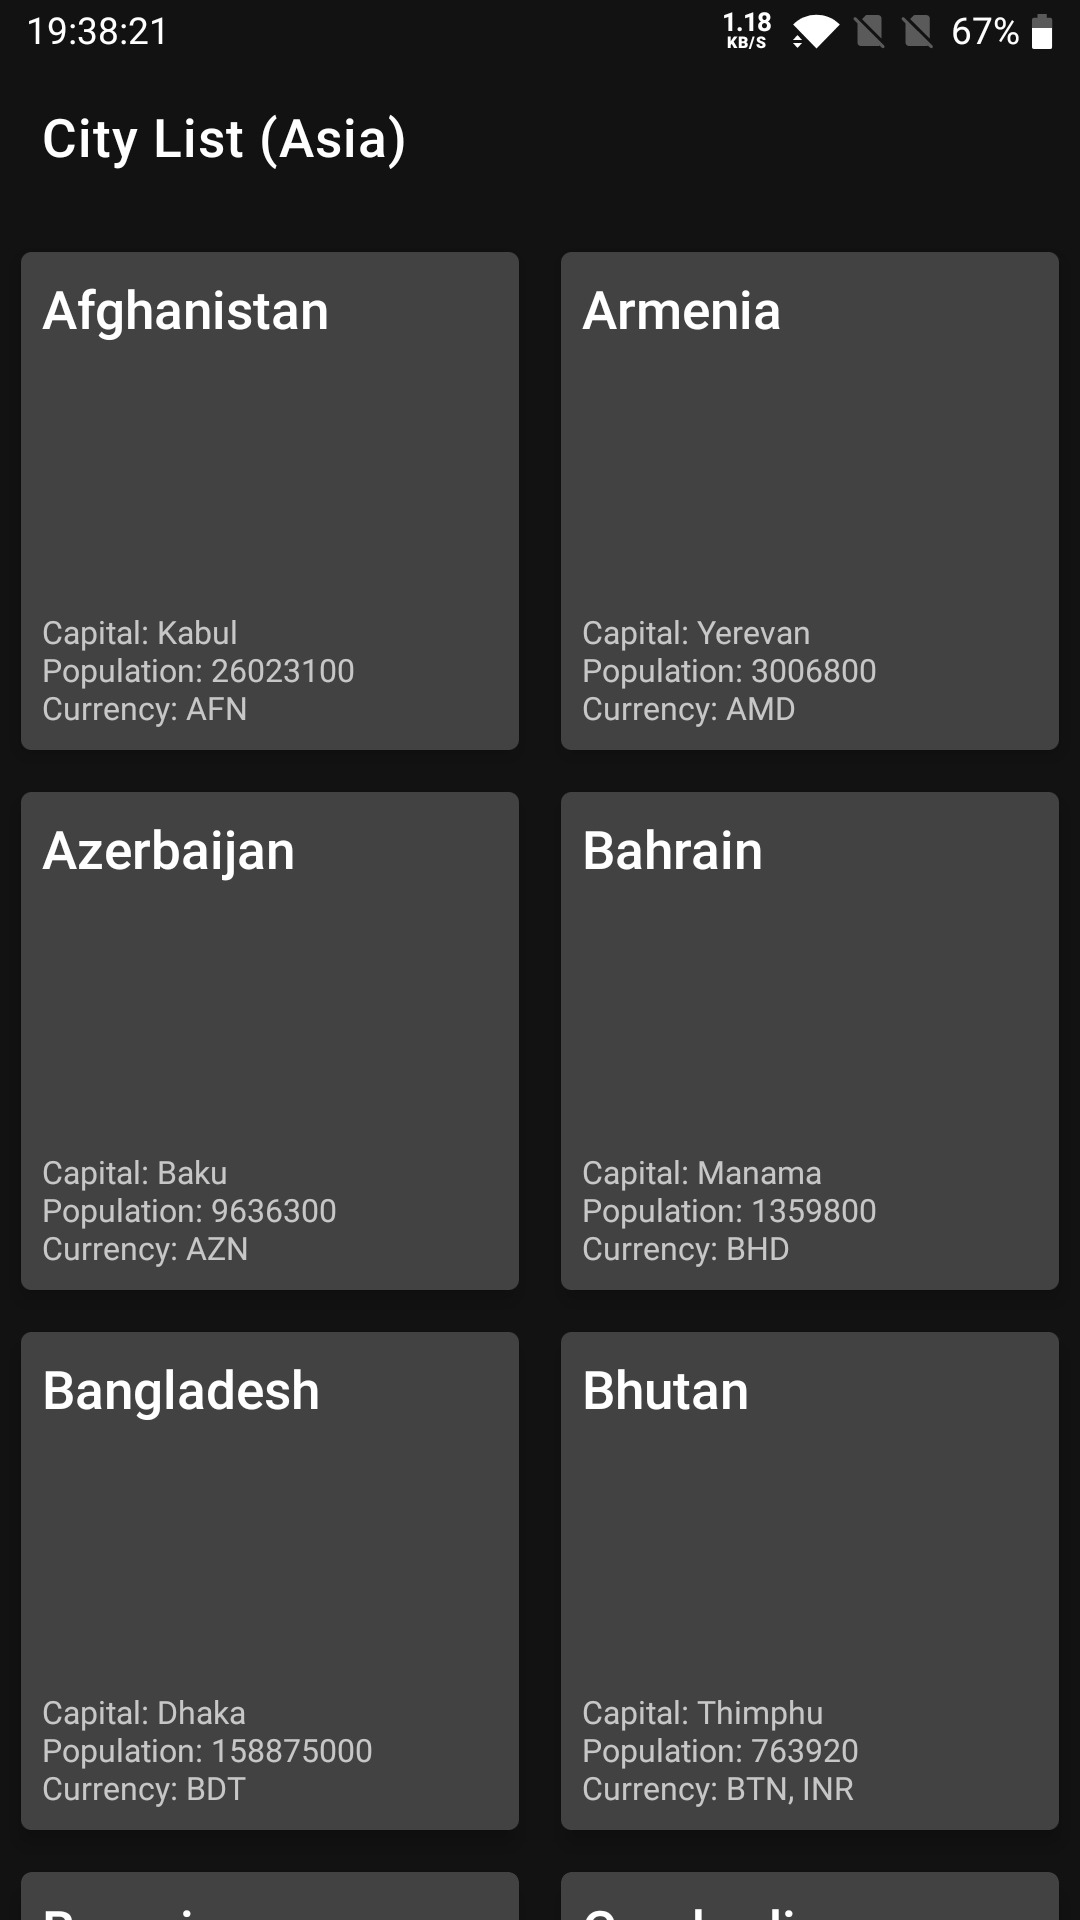 19:38:21
1.18
KB/S
67%
City List (Asia)
Afghanistan
Capital: Kabul
Population: 26023100
Currency: AFN
Armenia
Capital: Yerevan
Population: 3006800
Currency: AMD
Azerbaijan
Capital: Baku
Population: 9636300
Currency: AZN
Bahrain
Capital: Manama
Population: 1359800
Currency: BHD
Bangladesh
Capital: Dhaka
Population: 158875000
Currency: BDT
Bhutan
Capital: Thimphu
Population: 763920
Currency: BTN, INR